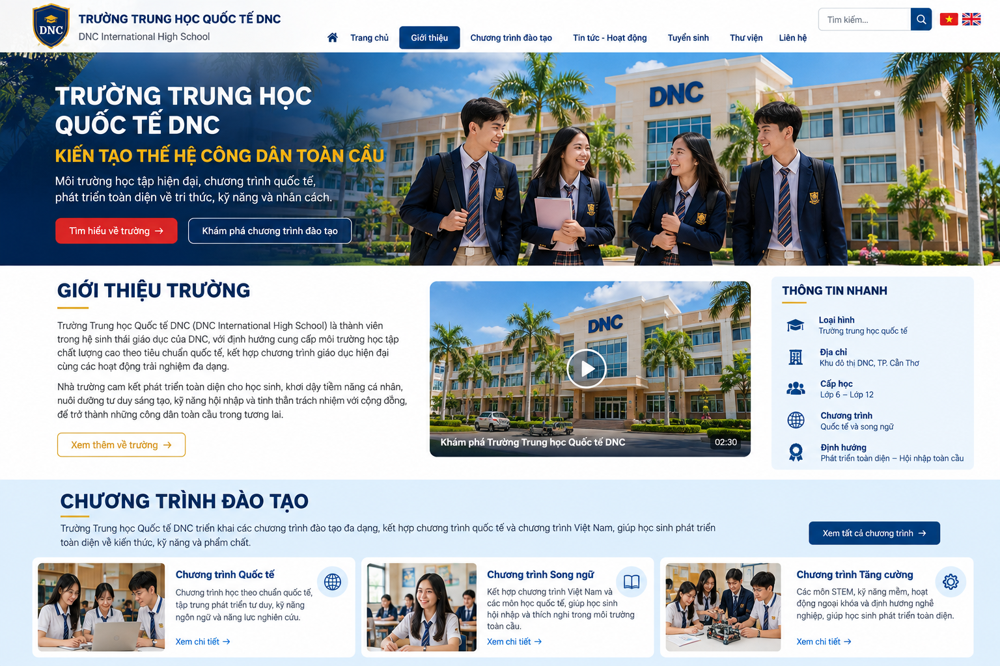 DNC
TRƯỜNG TRUNG HỌC QUỐC TẾ DNC
DNC International High School
Trang chủ
Giới thiệu
Chương trình đào tạo
Tin tức - Hoạt động
Tuyển sinh
Thư viện
Liên hệ
Tìm kiếm...
TRƯỜNG TRUNG HỌC
QUỐC TẾ DNC
KIẾN TẠO THẾ HỆ CÔNG DÂN TOÀN CẦU
Môi trường học tập hiện đại, chương trình quốc tế,
phát triển toàn diện về tri thức, kỹ năng và nhân cách.
Tìm hiểu về trường →
Khám phá chương trình đào tạo
DNC
GIỚI THIỆU TRƯỜNG
Trường Trung học Quốc tế DNC (DNC International High School) là thành viên
trong hệ sinh thái giáo dục của DNC, với định hướng cung cấp môi trường học tập
chất lượng cao theo tiêu chuẩn quốc tế, kết hợp chương trình giáo dục hiện đại
cùng các hoạt động trải nghiệm đa dạng.
Nhà trường cam kết phát triển toàn diện cho học sinh, khơi dậy tiềm năng cá nhân,
nuôi dưỡng tư duy sáng tạo, kỹ năng hội nhập và tinh thần trách nhiệm với cộng đồng,
để trở thành những công dân toàn cầu trong tương lai.
Xem thêm về trường →
DNC
Khám phá Trường Trung học Quốc tế DNC
02:30
THÔNG TIN NHANH
Loại hình
Trường trung học quốc tế
Địa chỉ
Khu đô thị DNC, TP. Cần Thơ
Cấp học
Lớp 6 – Lớp 12
Chương trình
Quốc tế và song ngữ
Định hướng
Phát triển toàn diện – Hội nhập toàn cầu
CHƯƠNG TRÌNH ĐÀO TẠO
Trường Trung học Quốc tế DNC triển khai các chương trình đào tạo đa dạng, kết hợp chương trình quốc tế và chương trình Việt Nam, giúp học sinh phát triển
toàn diện về kiến thức, kỹ năng và phẩm chất.
Xem tất cả chương trình →
Chương trình Quốc tế
Chương trình học theo chuẩn quốc tế,
tập trung phát triển tư duy, kỹ năng
ngôn ngữ và năng lực nghiên cứu.
Xem chi tiết →
Chương trình Song ngữ
Kết hợp chương trình Việt Nam và
các môn học quốc tế, giúp học sinh
hội nhập và thích nghi trong môi trường
toàn cầu.
Xem chi tiết →
Chương trình Tăng cường
Các môn STEM, kỹ năng mềm, hoạt
động ngoại khóa và định hương nghề
nghiệp, giúp học sinh phát triển toàn diện.
Xem chi tiết →